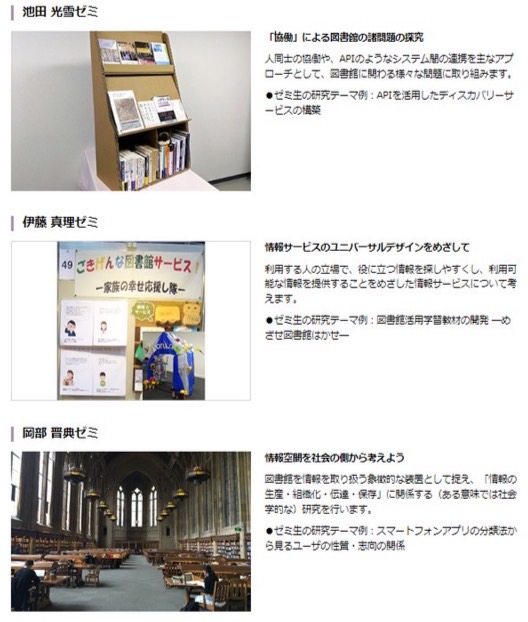 池田 光雪ゼミ
「協働」による図書館の諸問題の探究
人同士の協働や、APIのようなシステム間の連携を主なアプ
ローチとして、図書館に関わる様々な問題に取り組みます。
●ゼミ生の研究テーマ例：APIを活用したディスカバリーサ
ービスの構築
伊藤 真理ゼミ
49
ごきげんな図書館サービス！
―家族の幸せ応援し隊―
情報サービスのユニバーサルデザインをめざして
利用する人の立場で、役に立つ情報を探しやすくし、利用可
能な情報を提供することをめざした情報サービスについて考
えます。
●ゼミ生の研究テーマ例：図書館活用学習教材の開発 ―め
ざせ図書館はかせ―
岡部 晋典ゼミ
情報空間を社会の側から考えよう
図書館を情報を取り扱う象徴的な装置として捉え、「情報の
生産・組織化・伝達・保存」に関係する（ある意味では社会
学的な）研究を行います。
●ゼミ生の研究テーマ例：スマートフォンアプリの分類法か
ら見るユーザの性質・志向の関係